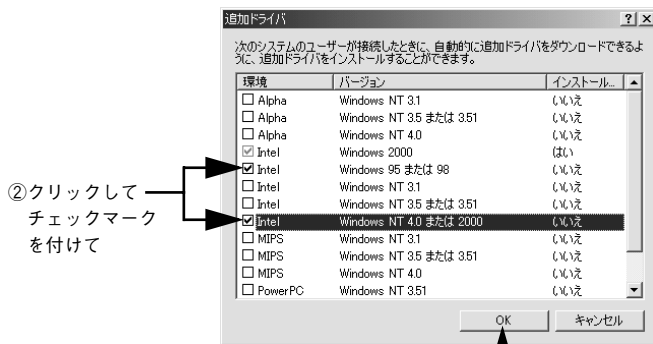 追加ドライバ
次のシステムのユーザーが接続したときに、自動的に追加ドライバをダウンロードできるよ
うに、追加ドライバをインストールすることができます。
環境 バージョン インストール...
Alpha Windows NT 3.1 いいえ
Alpha Windows NT 3.5 または 3.51 いいえ
Alpha Windows NT 4.0 いいえ
Intel Windows 2000 はい
Intel Windows 95 または 98 いいえ
Intel Windows NT 3.1 いいえ
Intel Windows NT 3.5 または 3.51 いいえ
Intel Windows NT 4.0 または 2000 いいえ
MIPS Windows NT 3.1 いいえ
MIPS Windows NT 3.5 または 3.51 いいえ
MIPS Windows NT 4.0 いいえ
PowerPC Windows NT 3.51 いいえ
②クリックして
チェックマーク
を付けて
OK キャンセル